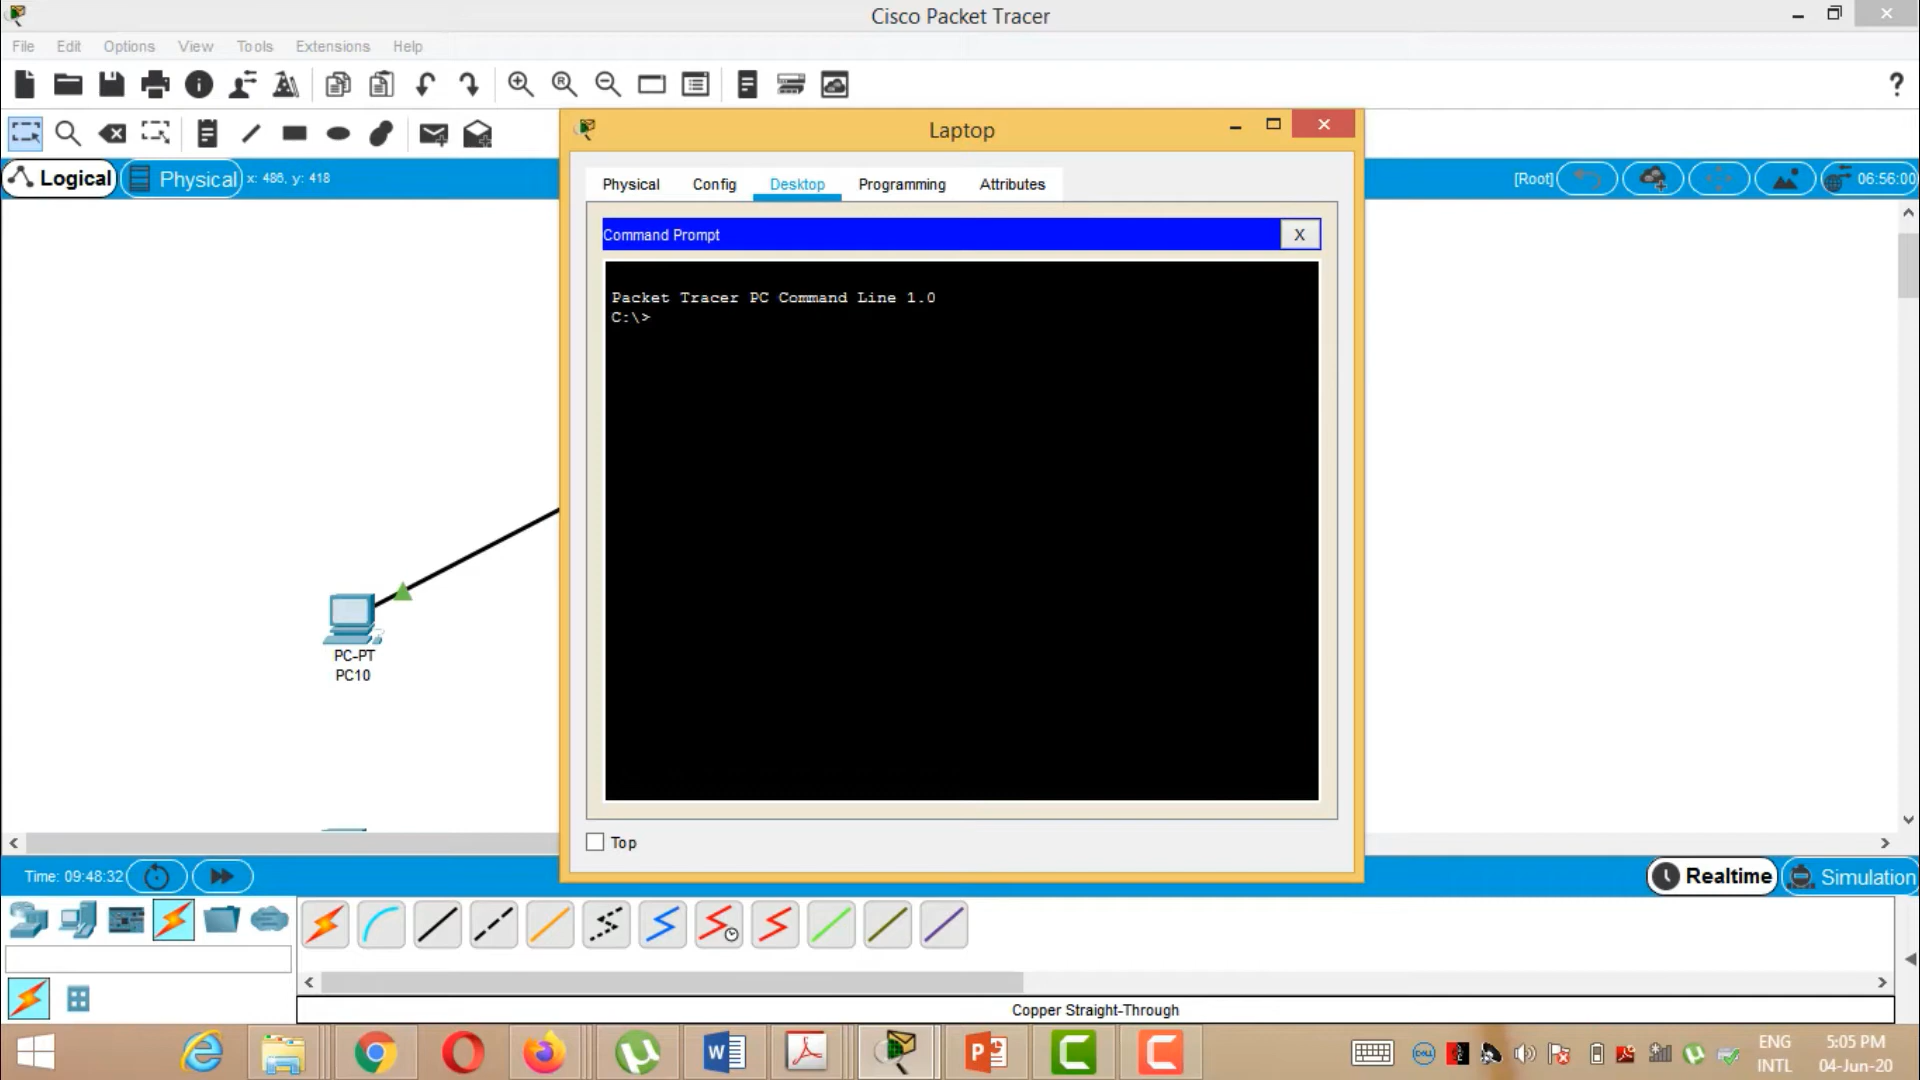 Cisco Packet Tracer
File Edit Options View Tools Extensions Help
?
Laptop
Logical Physical x: 486, y: 418 [Root] 06:56:00
Physical Config Desktop Programming Attributes
Command Prompt X
Packet Tracer PC Command Line 1.0
C:\>
PC-PT
PC10
Top
Time: 09:48:32 Realtime Simulation
Copper Straight-Through
ENG 5:05 PM
INTL 04-Jun-20